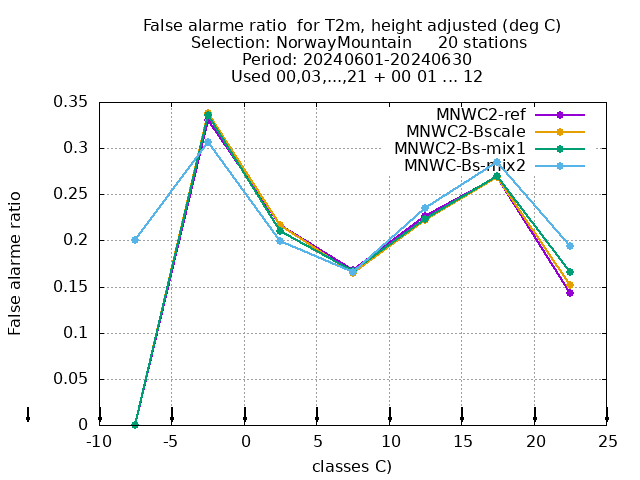 False alarme ratio  for T2m, height adjusted (deg C)
Selection: NorwayMountain     20 stations
Period: 20240601-20240630
Used 00,03,...,21 + 00 01 ... 12
MNWC2-ref
MNWC2-Bscale
MNWC2-Bs-mix1
MNWC-Bs-mix2
False alarme ratio
0.35
0.3
0.25
0.2
0.15
0.1
0.05
0
-10 -5 0 5 10 15 20 25
classes C)